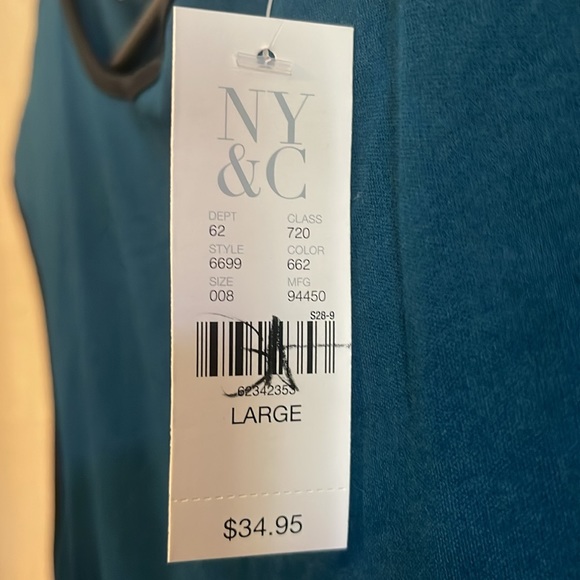 NY
&C
DEPT CLASS
62 720
STYLE COLOR
6699 662
SIZE MFG
008 94450
S28-9
62342353
LARGE
$34.95